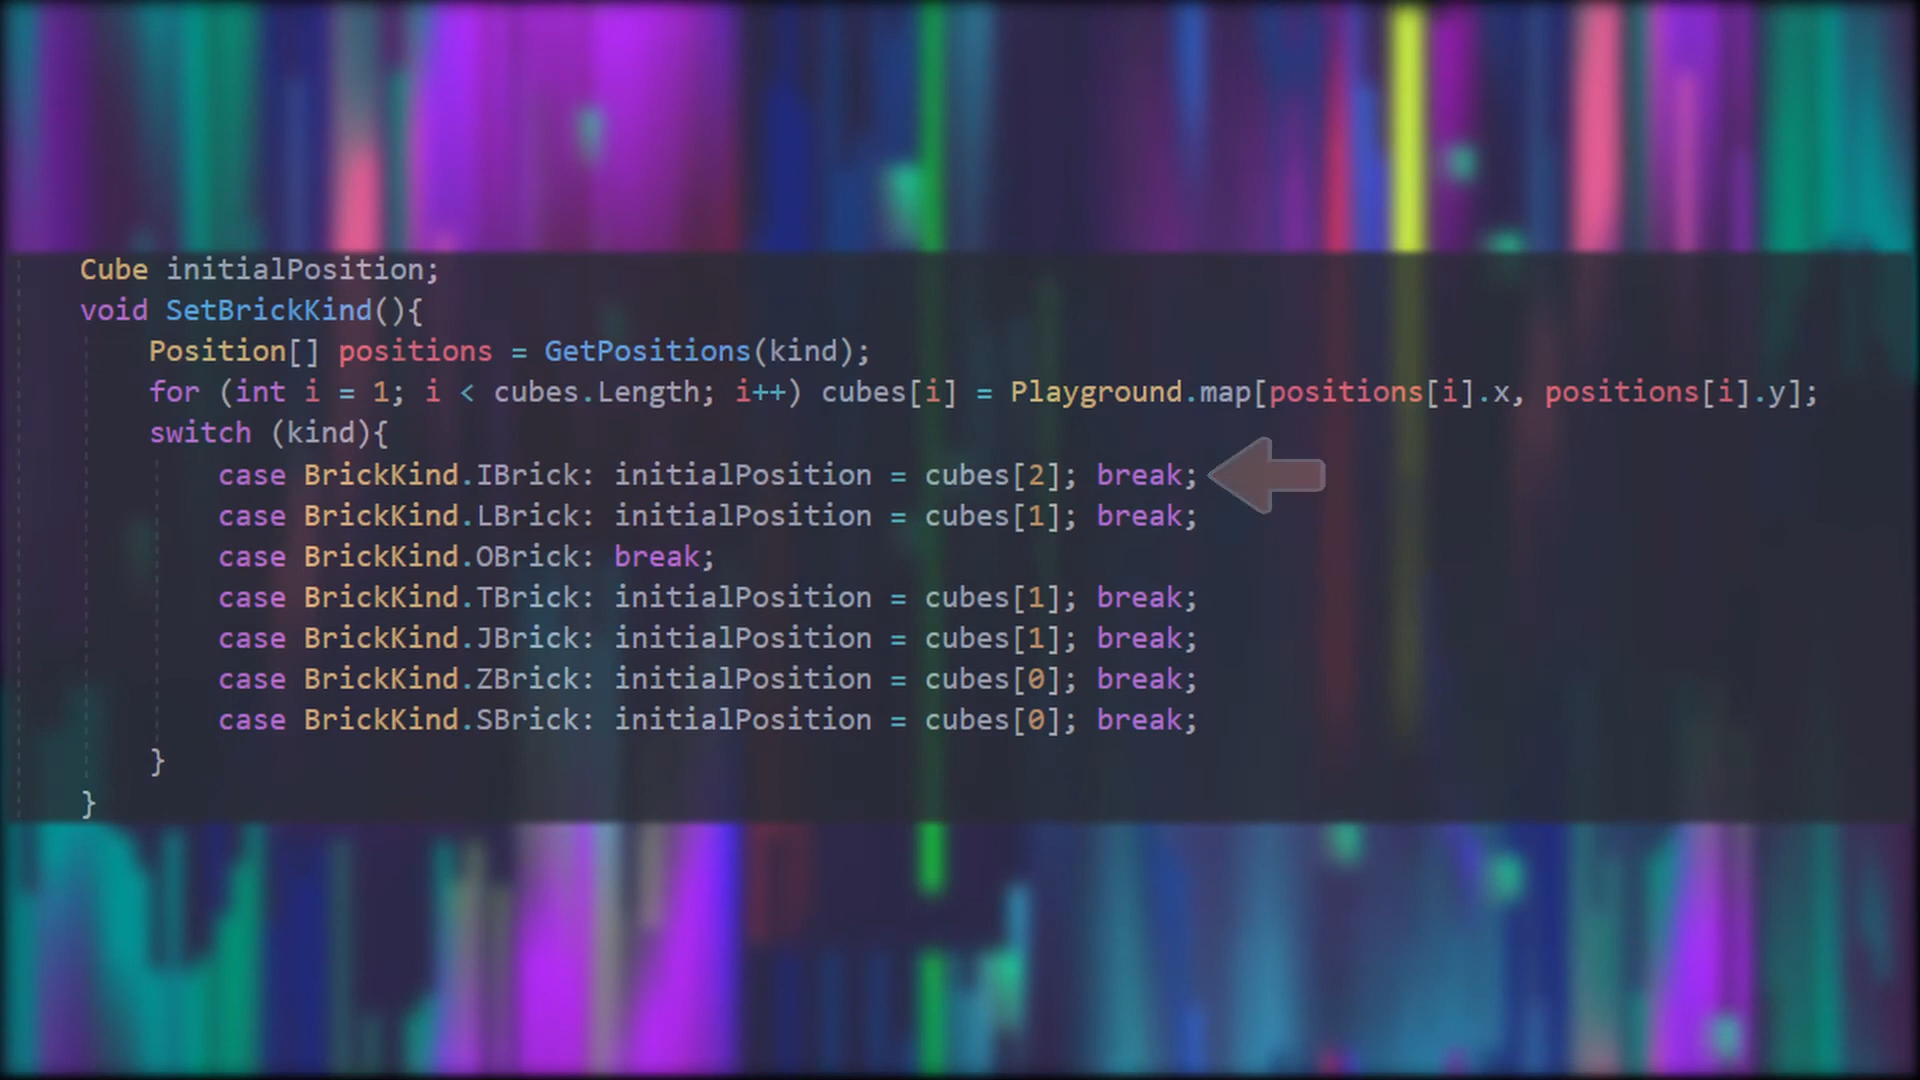 Cube initialPosition;
void SetBrickKind(){
Position[] positions = GetPositions(kind);
for (int i = 1; i < cubes.Length; i++) cubes[i] = Playground.map[positions[i].x, positions[i].y];
switch (kind){
case BrickKind.IBrick: initialPosition = cubes[2]; break;
case BrickKind.LBrick: initialPosition = cubes[1]; break;
case BrickKind.OBrick: break;
case BrickKind.TBrick: initialPosition = cubes[1]; break;
case BrickKind.JBrick: initialPosition = cubes[1]; break;
case BrickKind.ZBrick: initialPosition = cubes[0]; break;
case BrickKind.SBrick: initialPosition = cubes[0]; break;
}
}